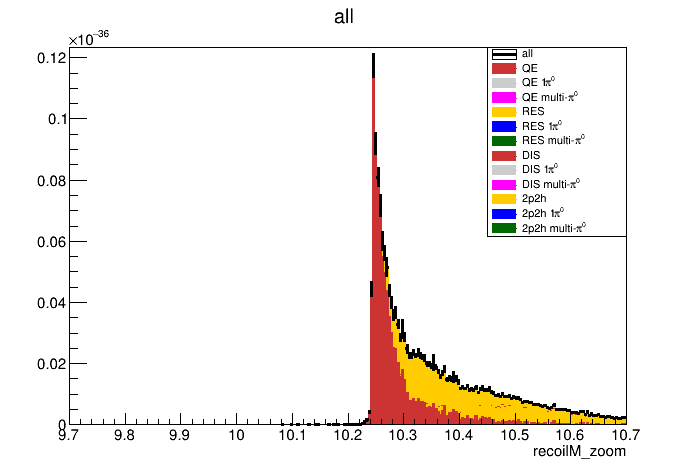 all
×10⁻³⁶
0.12
0.1
0.08
0.06
0.04
0.02
0
9.7 9.8 9.9 10 10.1 10.2 10.3 10.4 10.5 10.6 10.7
recoilM_zoom
all
QE
QE 1π⁰
QE multi-π⁰
RES
RES 1π⁰
RES multi-π⁰
DIS
DIS 1π⁰
DIS multi-π⁰
2p2h
2p2h 1π⁰
2p2h multi-π⁰